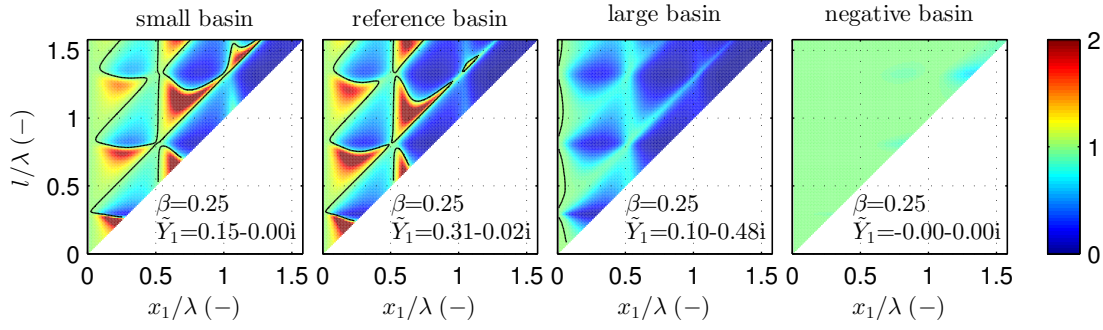 small basin
reference basin
large basin
negative basin
l/λ (−)
1.5
1
0.5
0
β=0.25
Ỹ₁=0.15-0.00i
β=0.25
Ỹ₁=0.31-0.02i
β=0.25
Ỹ₁=0.10-0.48i
β=0.25
Ỹ₁=-0.00-0.00i
0 0.5 1 1.5
0 0.5 1 1.5
0 0.5 1 1.5
0 0.5 1 1.5
x₁/λ (−)
x₁/λ (−)
x₁/λ (−)
x₁/λ (−)
2
1
0